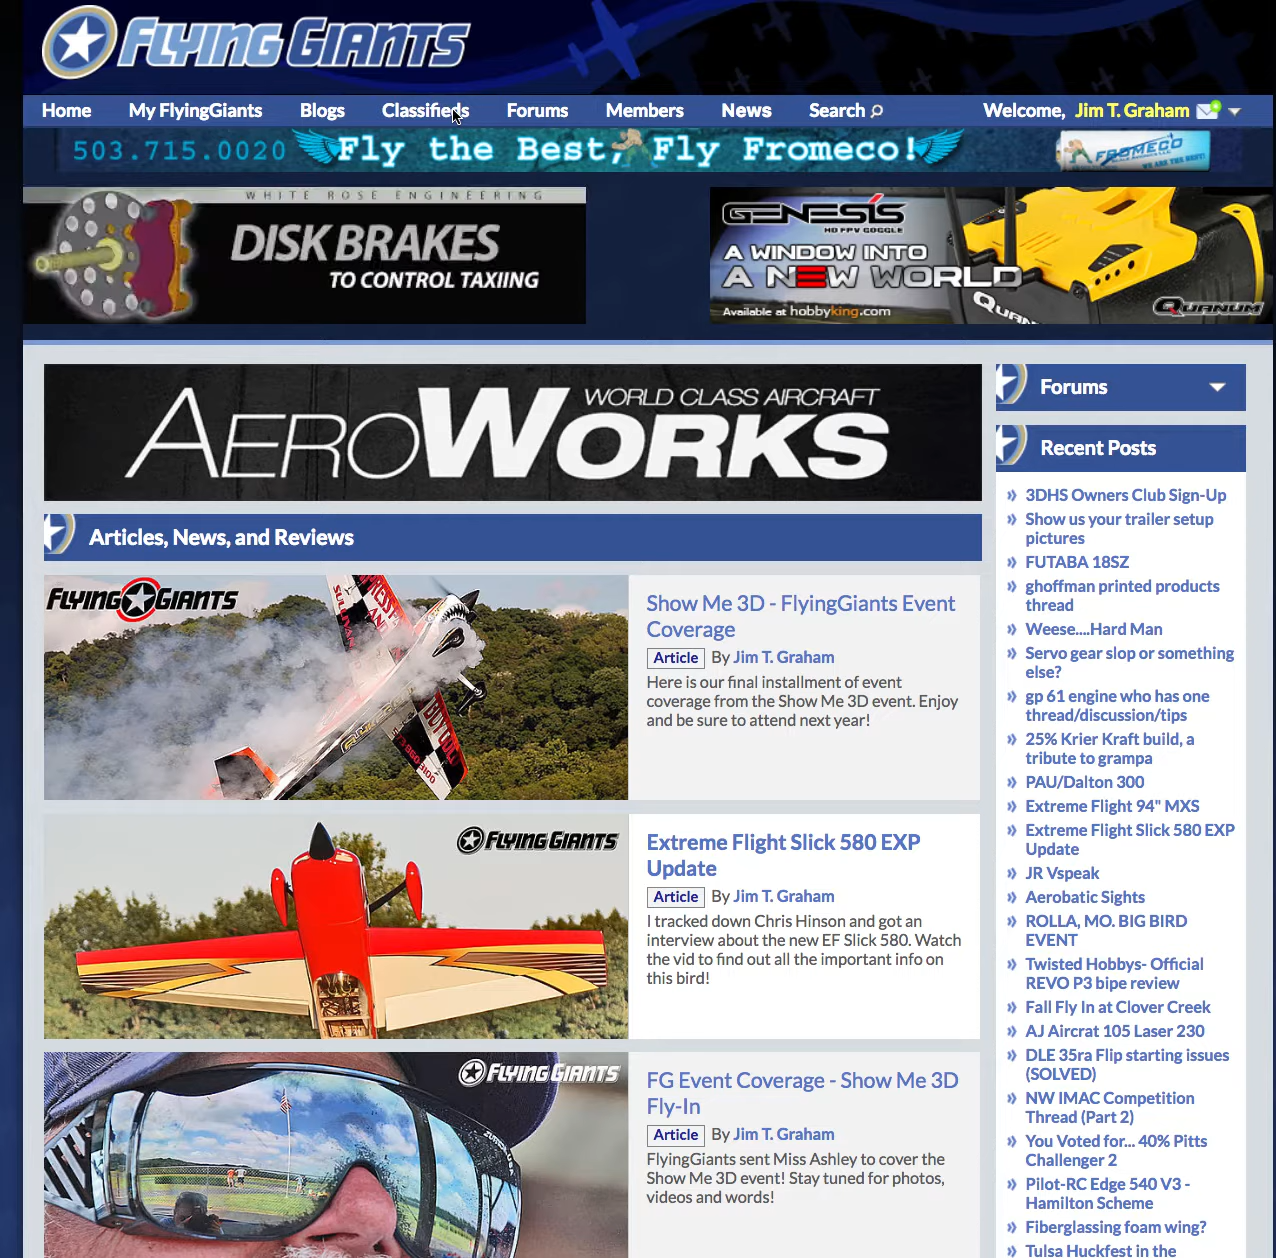 FLYING GIANTS
Home My FlyingGiants Blogs Classifieds Forums Members News Search Welcome, Jim T. Graham
503.715.0020 Fly the Best, Fly Fromeco! FROMECO
WE ARE THE BEST!
WHITE ROSE ENGINEERING
DISK BRAKES
TO CONTROL TAXIING
GENESIS
HD FPV GOGGLE
A WINDOW INTO
A NEW WORLD
Available at hobbyking.com
QUANUM
AEROWORKS
WORLD CLASS AIRCRAFT
Articles, News, and Reviews
FLYING GIANTS
Show Me 3D - FlyingGiants Event
Coverage
Article By Jim T. Graham
Here is our final installment of event
coverage from the Show Me 3D event. Enjoy
and be sure to attend next year!
FLYING GIANTS
Extreme Flight Slick 580 EXP
Update
Article By Jim T. Graham
I tracked down Chris Hinson and got an
interview about the new EF Slick 580. Watch
the vid to find out all the important info on
this bird!
FLYING GIANTS
FG Event Coverage - Show Me 3D
Fly-In
Article By Jim T. Graham
FlyingGiants sent Miss Ashley to cover the
Show Me 3D event! Stay tuned for photos,
videos and words!
Forums
Recent Posts
3DHS Owners Club Sign-Up
Show us your trailer setup
pictures
FUTABA 18SZ
ghoffman printed products
thread
Weese....Hard Man
Servo gear slop or something
else?
gp 61 engine who has one
thread/discussion/tips
25% Krier Kraft build, a
tribute to grampa
PAU/Dalton 300
Extreme Flight 94" MXS
Extreme Flight Slick 580 EXP
Update
JR Vspeak
Aerobatic Sights
ROLLA, MO. BIG BIRD
EVENT
Twisted Hobbys- Official
REVO P3 bipe review
Fall Fly In at Clover Creek
AJ Aircrat 105 Laser 230
DLE 35ra Flip starting issues
(SOLVED)
NW IMAC Competition
Thread (Part 2)
You Voted for... 40% Pitts
Challenger 2
Pilot-RC Edge 540 V3 -
Hamilton Scheme
Fiberglassing foam wing?
Tulsa Huckfest in the